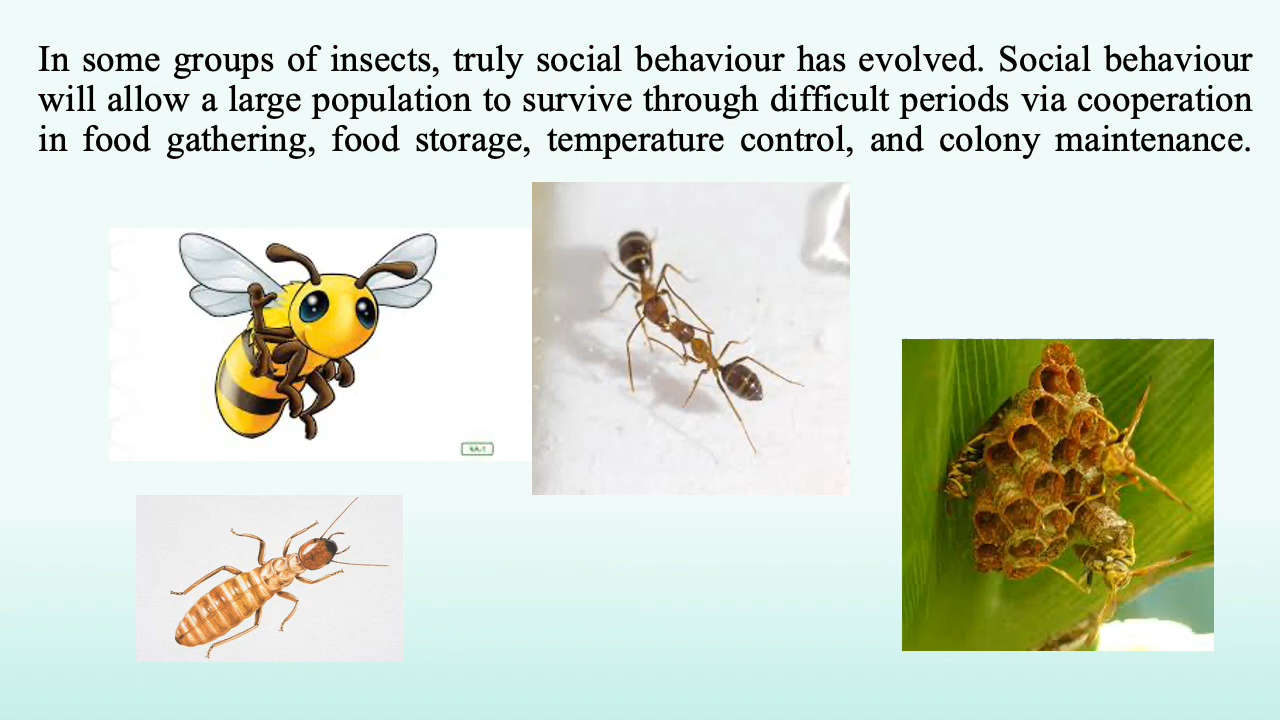 In some groups of insects, truly social behaviour has evolved. Social behaviour
will allow a large population to survive through difficult periods via cooperation
in food gathering, food storage, temperature control, and colony maintenance.